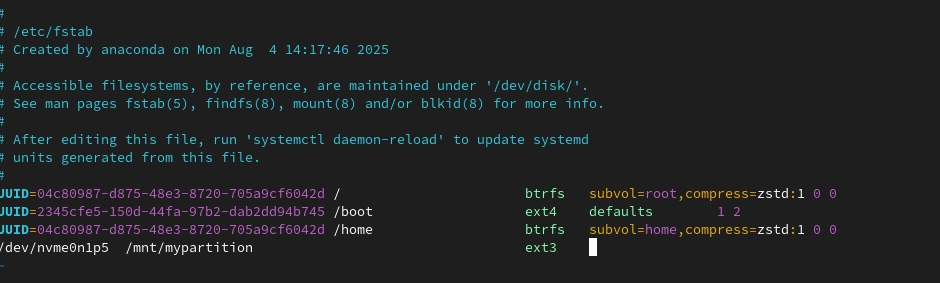 #
# /etc/fstab
# Created by anaconda on Mon Aug  4 14:17:46 2025
#
# Accessible filesystems, by reference, are maintained under '/dev/disk/'.
# See man pages fstab(5), findfs(8), mount(8) and/or blkid(8) for more info.
#
# After editing this file, run 'systemctl daemon-reload' to update systemd
# units generated from this file.
#
UUID=04c80987-d875-48e3-8720-705a9cf6042d /                       btrfs   subvol=root,compress=zstd:1 0 0
UUID=2345cfe5-150d-44fa-97b2-dab2dd94b745 /boot                   ext4    defaults        1 2
UUID=04c80987-d875-48e3-8720-705a9cf6042d /home                   btrfs   subvol=home,compress=zstd:1 0 0
/dev/nvme0n1p5  /mnt/mypartition                                  ext3
~